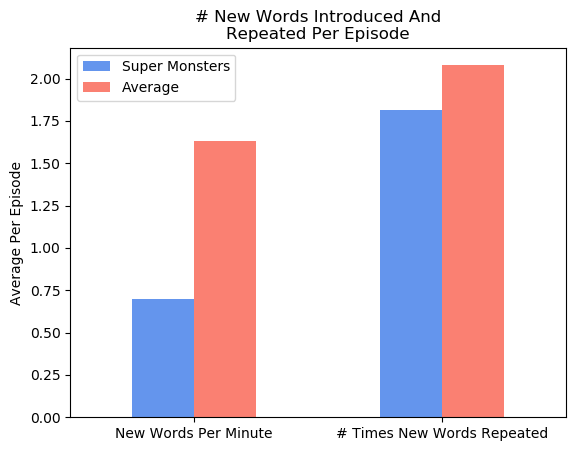 # New Words Introduced And
Repeated Per Episode
Super Monsters
Average
Average Per Episode
2.00
1.75
1.50
1.25
1.00
0.75
0.50
0.25
0.00
New Words Per Minute
# Times New Words Repeated